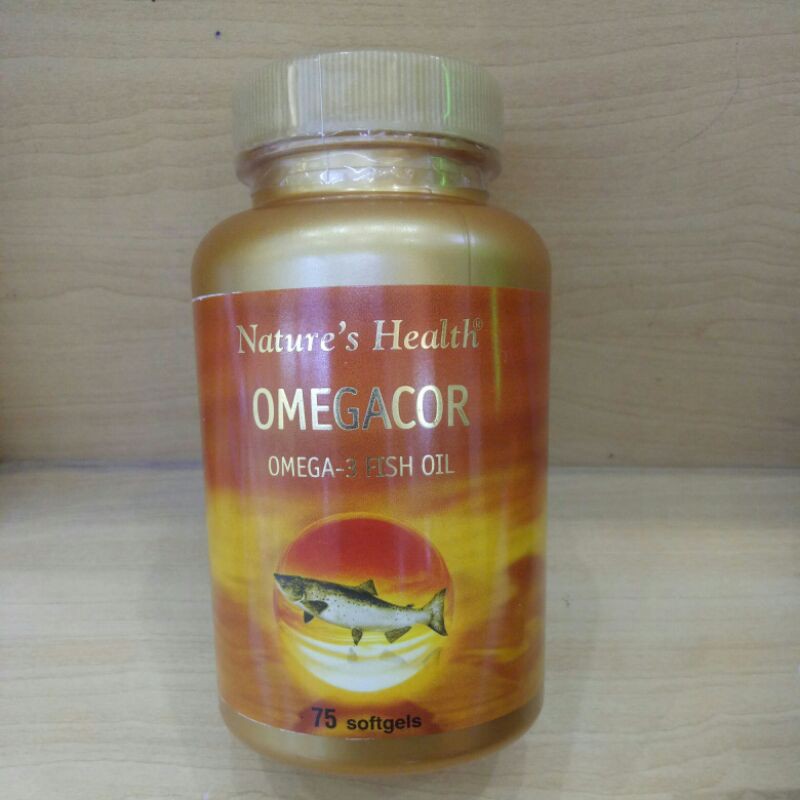 Nature's Health®
OMEGACOR
OMEGA-3 FISH OIL
75 softgels